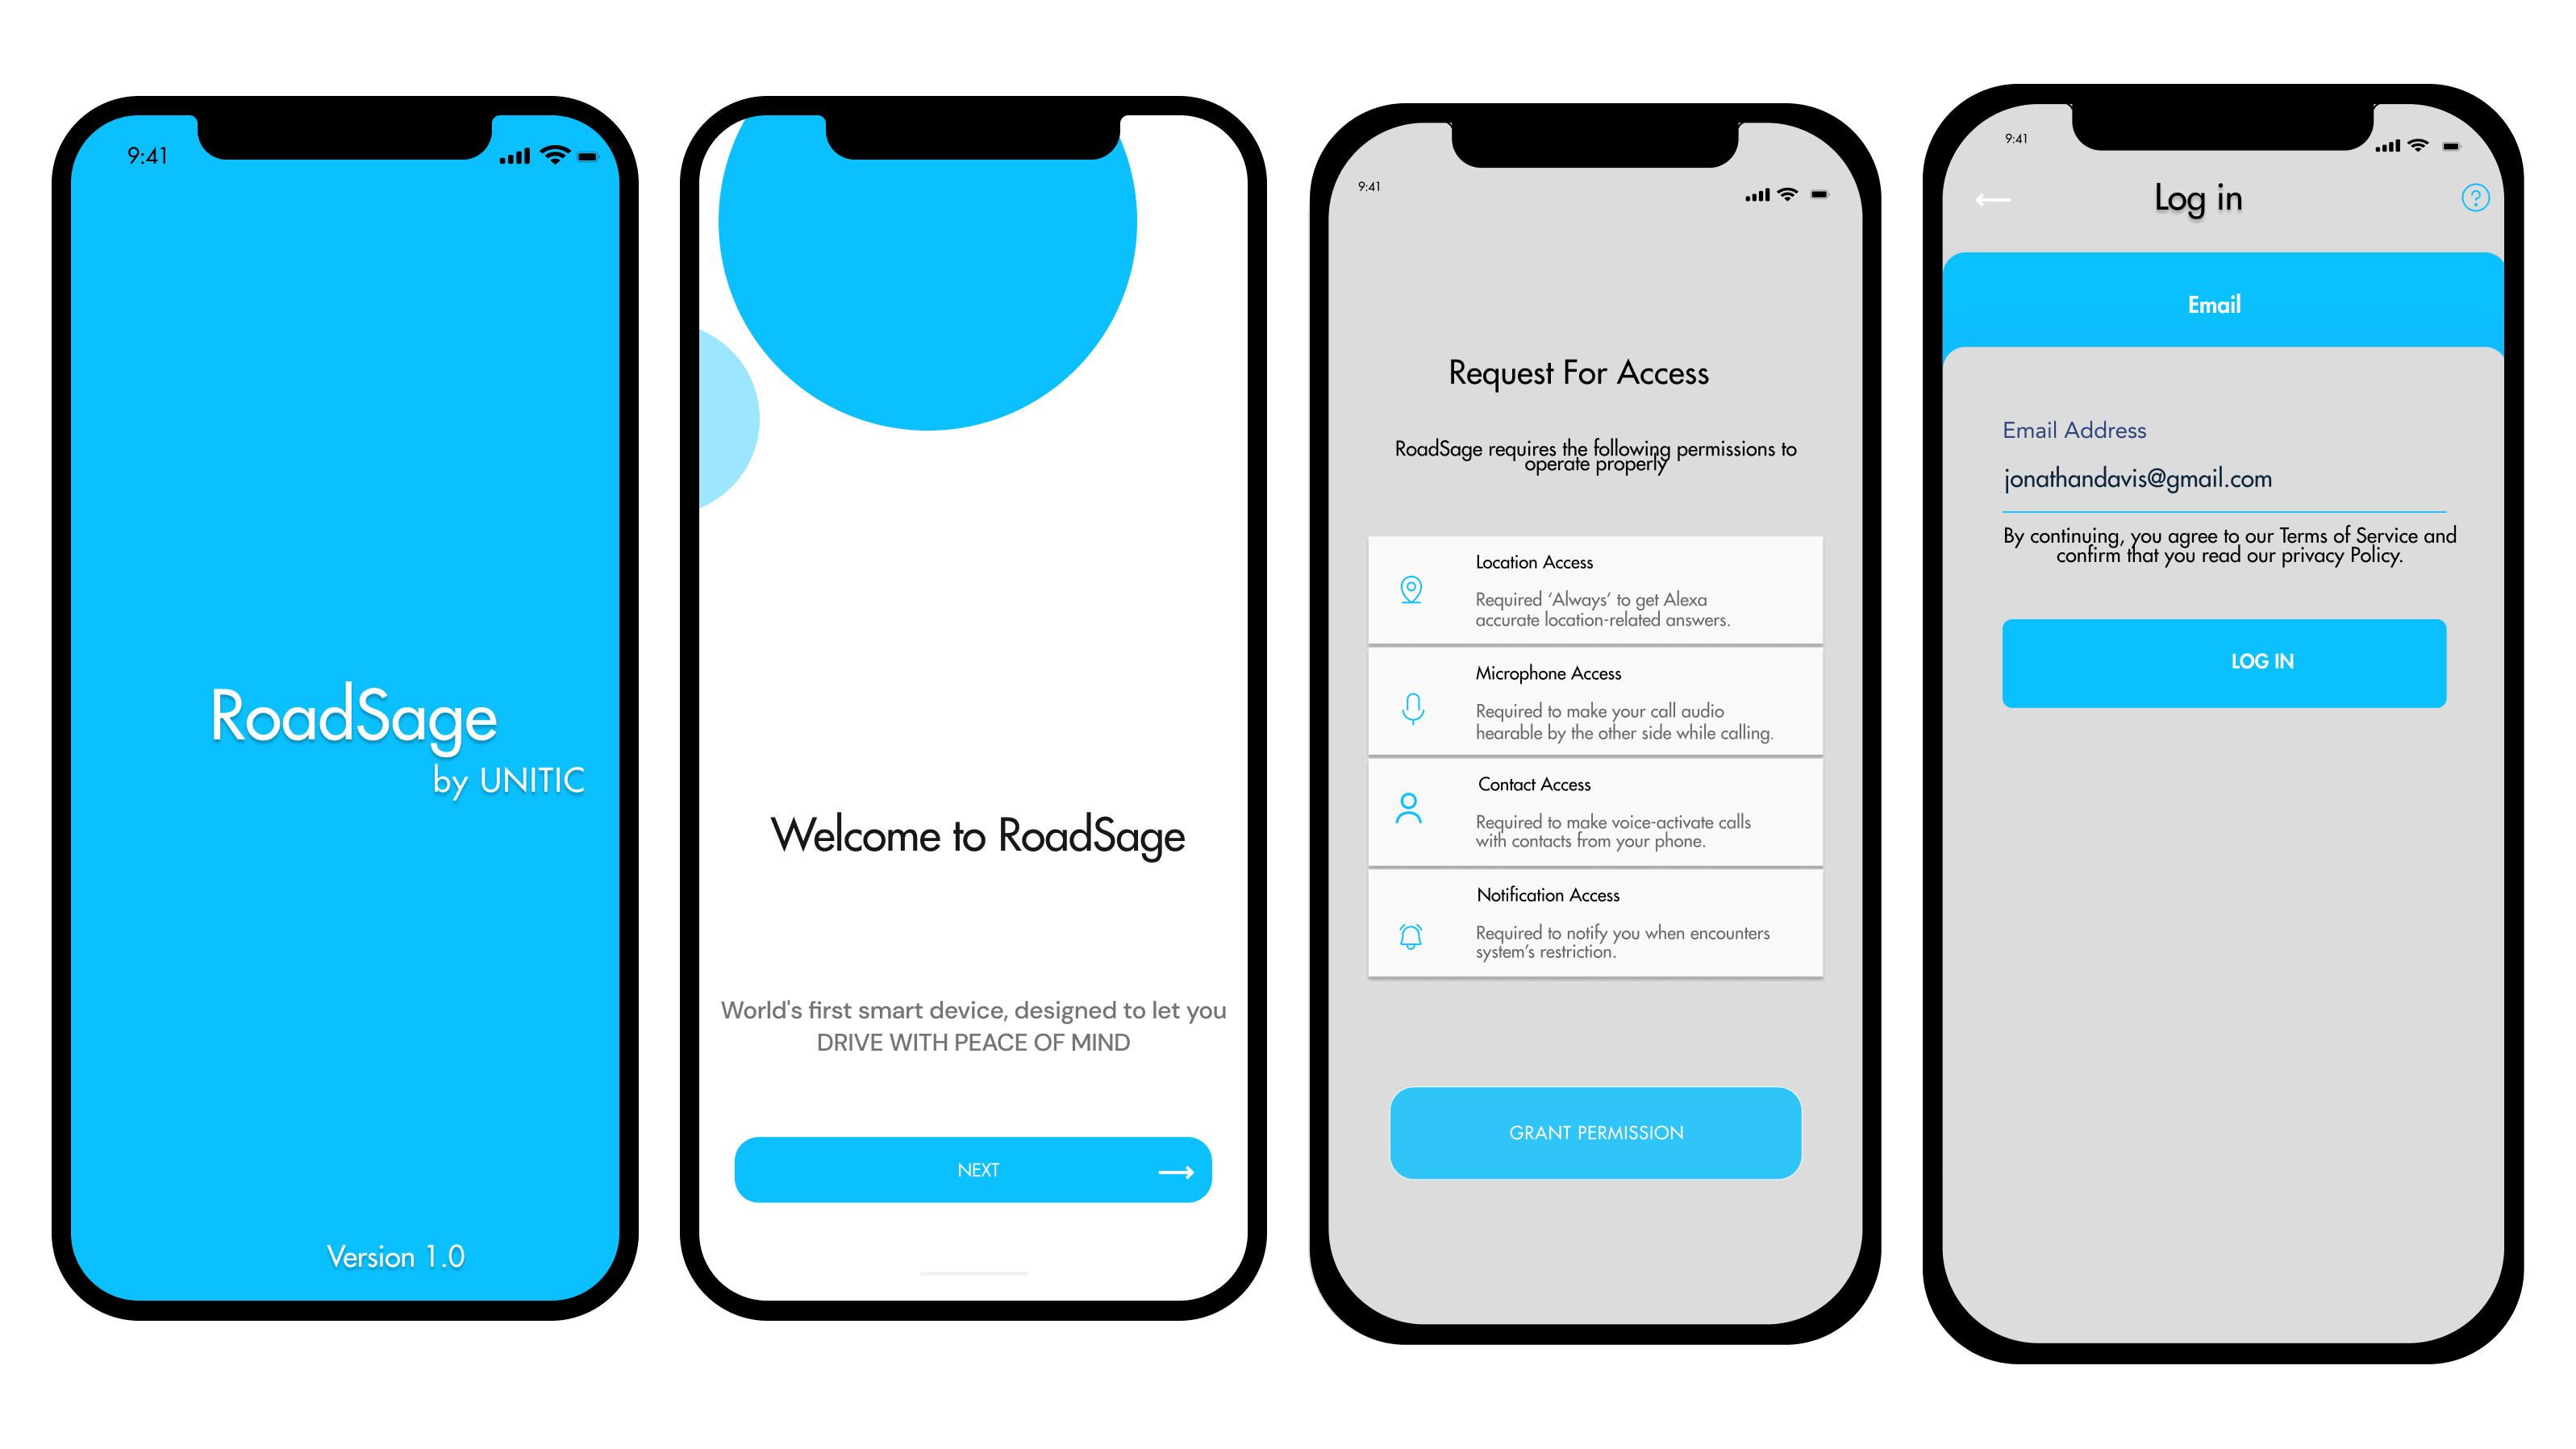 9:41
RoadSage
by UNITIC
Version 1.0
Welcome to RoadSage
World's first smart device, designed to let you
DRIVE WITH PEACE OF MIND
NEXT
9:41
Request For Access
RoadSage requires the following permissions to
operate properly
Location Access
Required ‘Always’ to get Alexa
accurate location-related answers.
Microphone Access
Required to make your call audio
hearable by the other side while calling.
Contact Access
Required to make voice-activate calls
with contacts from your phone.
Notification Access
Required to notify you when encounters
system’s restriction.
GRANT PERMISSION
9:41
Log in
?
Email
Email Address
jonathandavis@gmail.com
By continuing, you agree to our Terms of Service and
confirm that you read our privacy Policy.
LOG IN